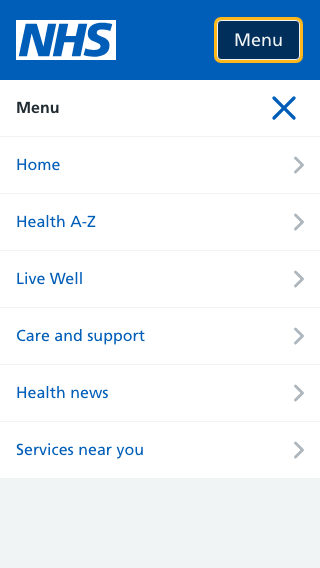 NHS
Menu
Menu
Home
Health A-Z
Live Well
Care and support
Health news
Services near you